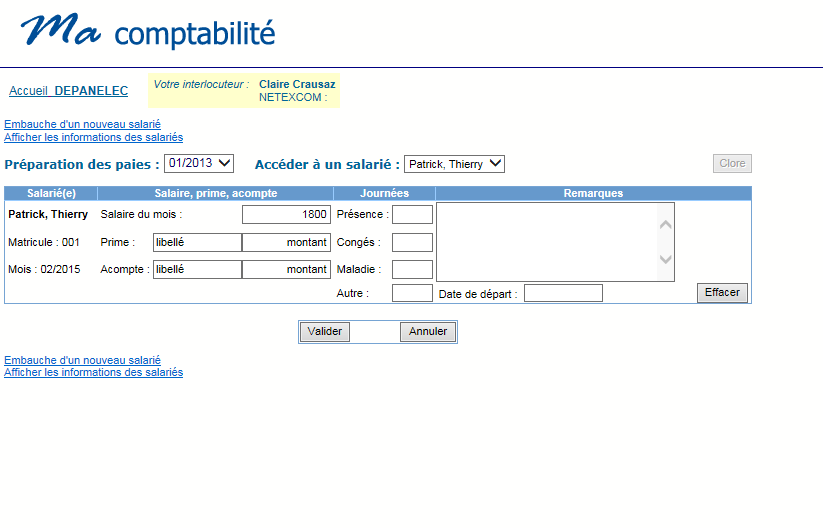 Ma comptabilité
Accueil DEPANELEC
Votre interlocuteur : Claire Crausaz
NETEXCOM :
Embauche d'un nouveau salarié
Afficher les informations des salariés
Préparation des paies : 01/2013 Accéder à un salarié : Patrick, Thierry Clore
Salarié(e) Salaire, prime, acompte Journées Remarques
Patrick, Thierry Salaire du mois : 1800 Présence :
Matricule : 001 Prime : libellé montant Congés :
Mois : 02/2015 Acompte : libellé montant Maladie :
Autre : Date de départ : Effacer
Valider Annuler
Embauche d'un nouveau salarié
Afficher les informations des salariés